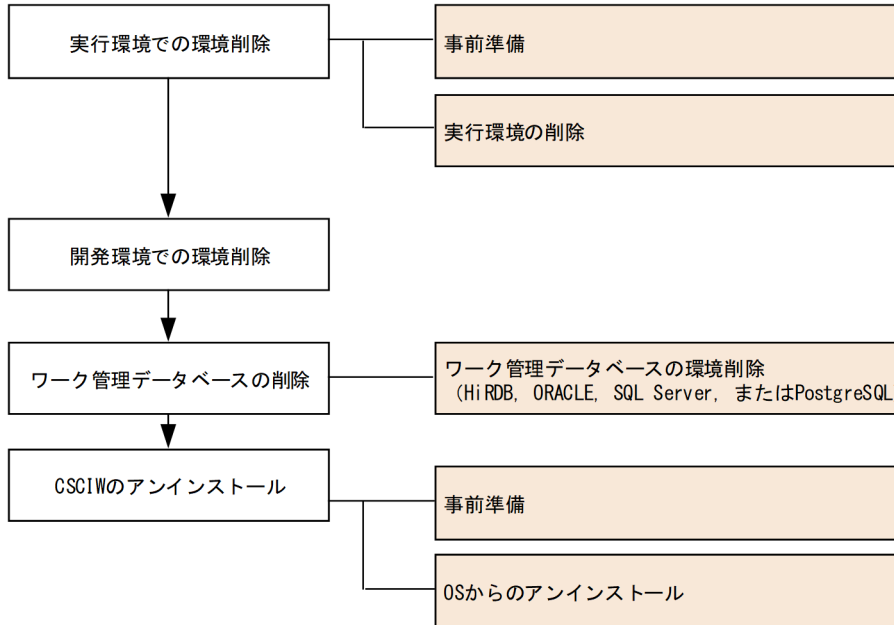 実行環境での環境削除
事前準備
実行環境の削除
開発環境での環境削除
ワーク管理データベースの削除
ワーク管理データベースの環境削除
（HiRDB, ORACLE, SQL Server, またはPostgreSQL
CSCIWのアンインストール
事前準備
OSからのアンインストール